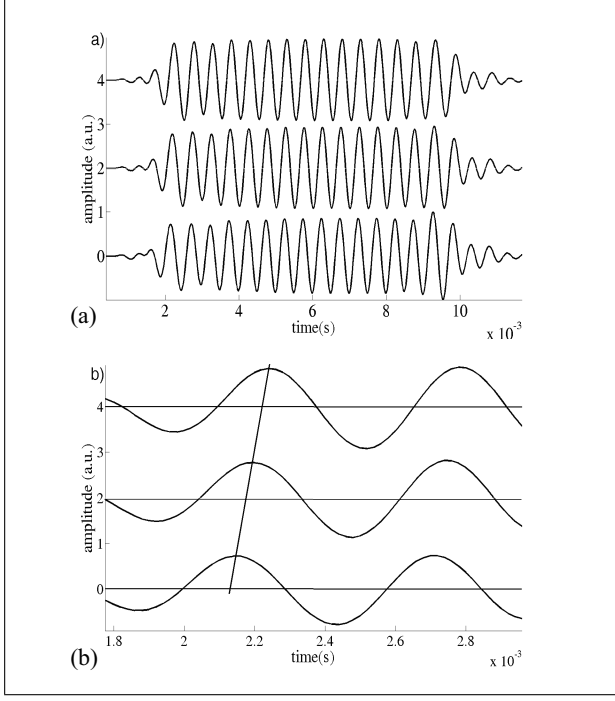 a)
4
3
2
1
0
amplitude (a.u.)
2 4 6 8 10
time(s)
x 10-3
(a)
b)
4
3
2
1
0
amplitude (a.u.)
1.8 2 2.2 2.4 2.6 2.8
time(s)
x 10-3
(b)